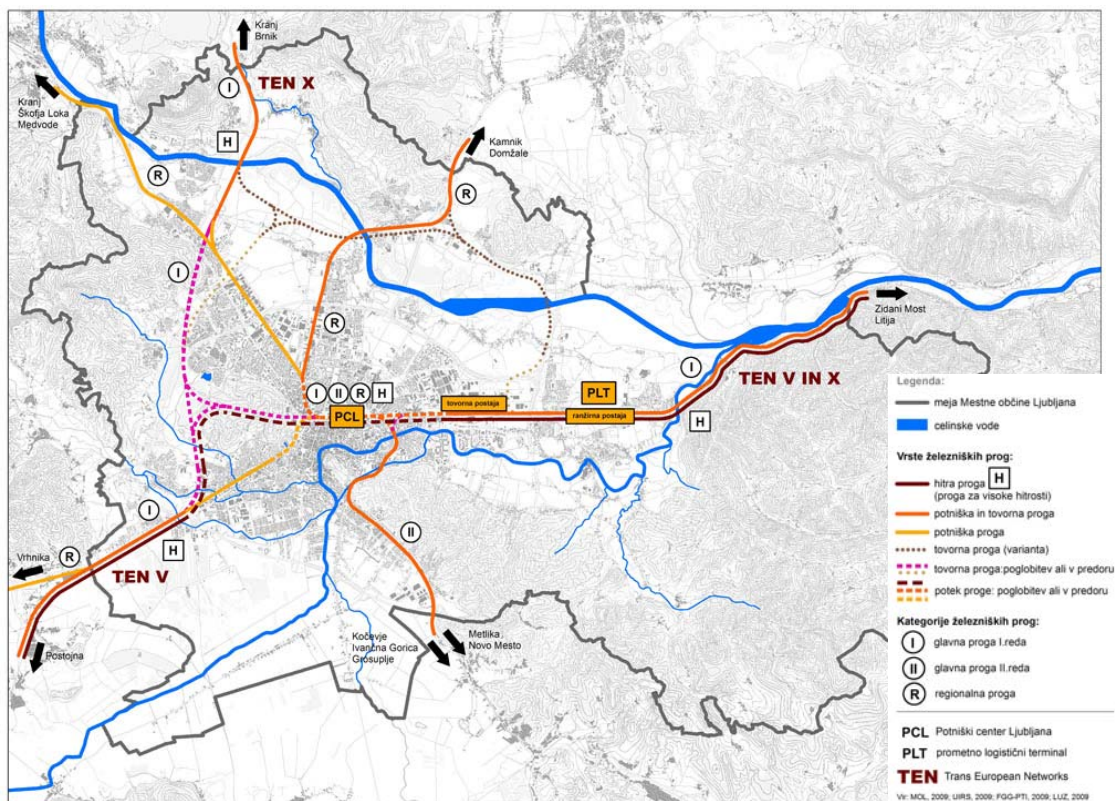 Kranj
Brnik
TEN X
I
Kranj
Škofja Loka
Medvode
H
Kamnik
Domžale
R
R
I
Zidani Most
Litija
R
I
TEN V IN X
I II R H
PLT
tovorna postaja
PCL
ranžirna postaja
H
I
II
Vrhnika
R
H
TEN V
Postojna
Kočevje
Ivančna Gorica
Grosuplje
Metlika
Novo Mesto
Legenda:
meja Mestne občine Ljubljana
celinske vode
Vrste železniških prog:
hitra proga H
(proga za visoke hitrosti)
potniška in tovorna proga
potniška proga
tovorna proga (varianta)
tovorna proga:poglobitev ali v predoru
potek proge: poglobitev ali v predoru
Kategorije železniških prog:
I glavna proga I.reda
II glavna proga II.reda
R regionalna proga
PCL Potniški center Ljubljana
PLT prometno logistični terminal
TEN Trans European Networks
Vir: MOL, 2009; UIRS, 2009; FGG-PTI, 2009; LUZ, 2009